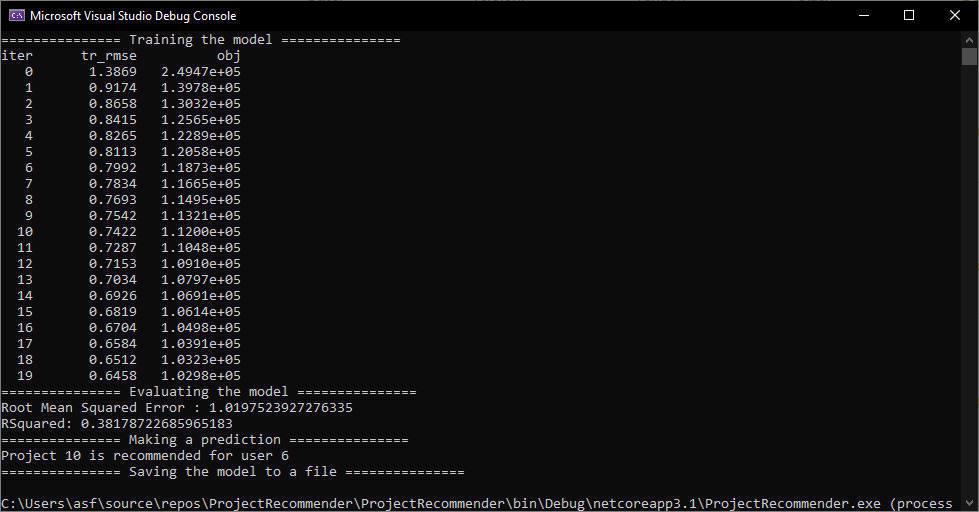 Microsoft Visual Studio Debug Console
=============== Training the model ===============
iter      tr_rmse          obj
   0       1.3869   2.4947e+05
   1       0.9174   1.3978e+05
   2       0.8658   1.3032e+05
   3       0.8415   1.2565e+05
   4       0.8265   1.2289e+05
   5       0.8113   1.2058e+05
   6       0.7992   1.1873e+05
   7       0.7834   1.1665e+05
   8       0.7693   1.1495e+05
   9       0.7542   1.1321e+05
  10       0.7422   1.1200e+05
  11       0.7287   1.1048e+05
  12       0.7153   1.0910e+05
  13       0.7034   1.0797e+05
  14       0.6926   1.0691e+05
  15       0.6819   1.0614e+05
  16       0.6704   1.0498e+05
  17       0.6584   1.0391e+05
  18       0.6512   1.0323e+05
  19       0.6458   1.0298e+05
=============== Evaluating the model ===============
Root Mean Squared Error : 1.0197523927276335
RSquared: 0.38178722685965183
=============== Making a prediction ===============
Project 10 is recommended for user 6
=============== Saving the model to a file ===============
C:\Users\asf\source\repos\ProjectRecommender\ProjectRecommender\bin\Debug\netcoreapp3.1\ProjectRecommender.exe (process